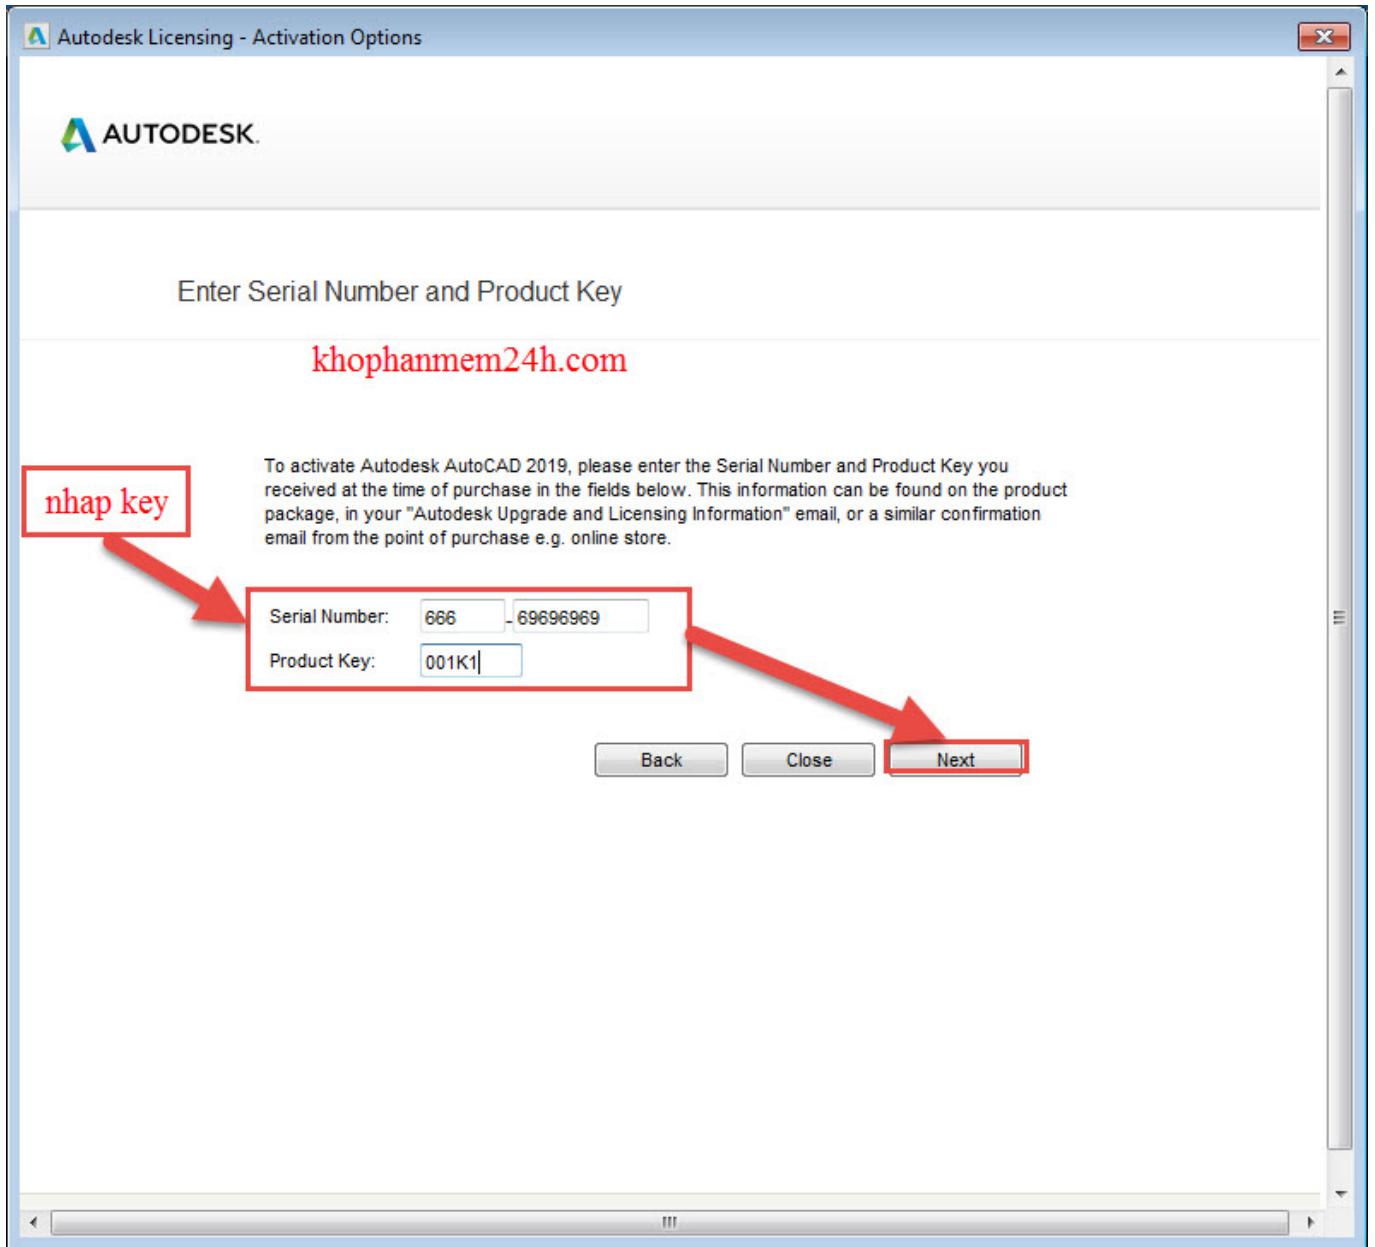 Autodesk Licensing - Activation Options
AUTODESK.
Enter Serial Number and Product Key
khophanmem24h.com
To activate Autodesk AutoCAD 2019, please enter the Serial Number and Product Key you
received at the time of purchase in the fields below. This information can be found on the product
package, in your "Autodesk Upgrade and Licensing Information" email, or a similar confirmation
email from the point of purchase e.g. online store.
nhap key
Serial Number: 666 - 69696969
Product Key: 001K1
Back Close Next